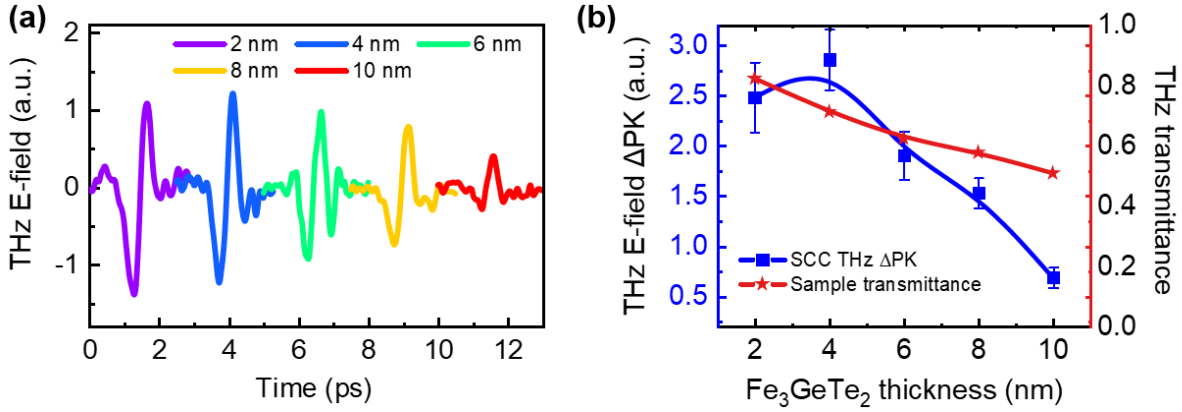 (a)
2
1
0
-1
THz E-field (a.u.)
2 nm 4 nm 6 nm
8 nm 10 nm
0 2 4 6 8 10 12
Time (ps)
(b)
3.0
2.5
2.0
1.5
1.0
0.5
THz E-field ΔPK
SCC THz ΔPK
Sample transmittance
1.0
0.8
0.6
0.4
0.2
0.0
THz transmittance
2 4 6 8 10
Fe₃GeTe₂ thickness (nm)